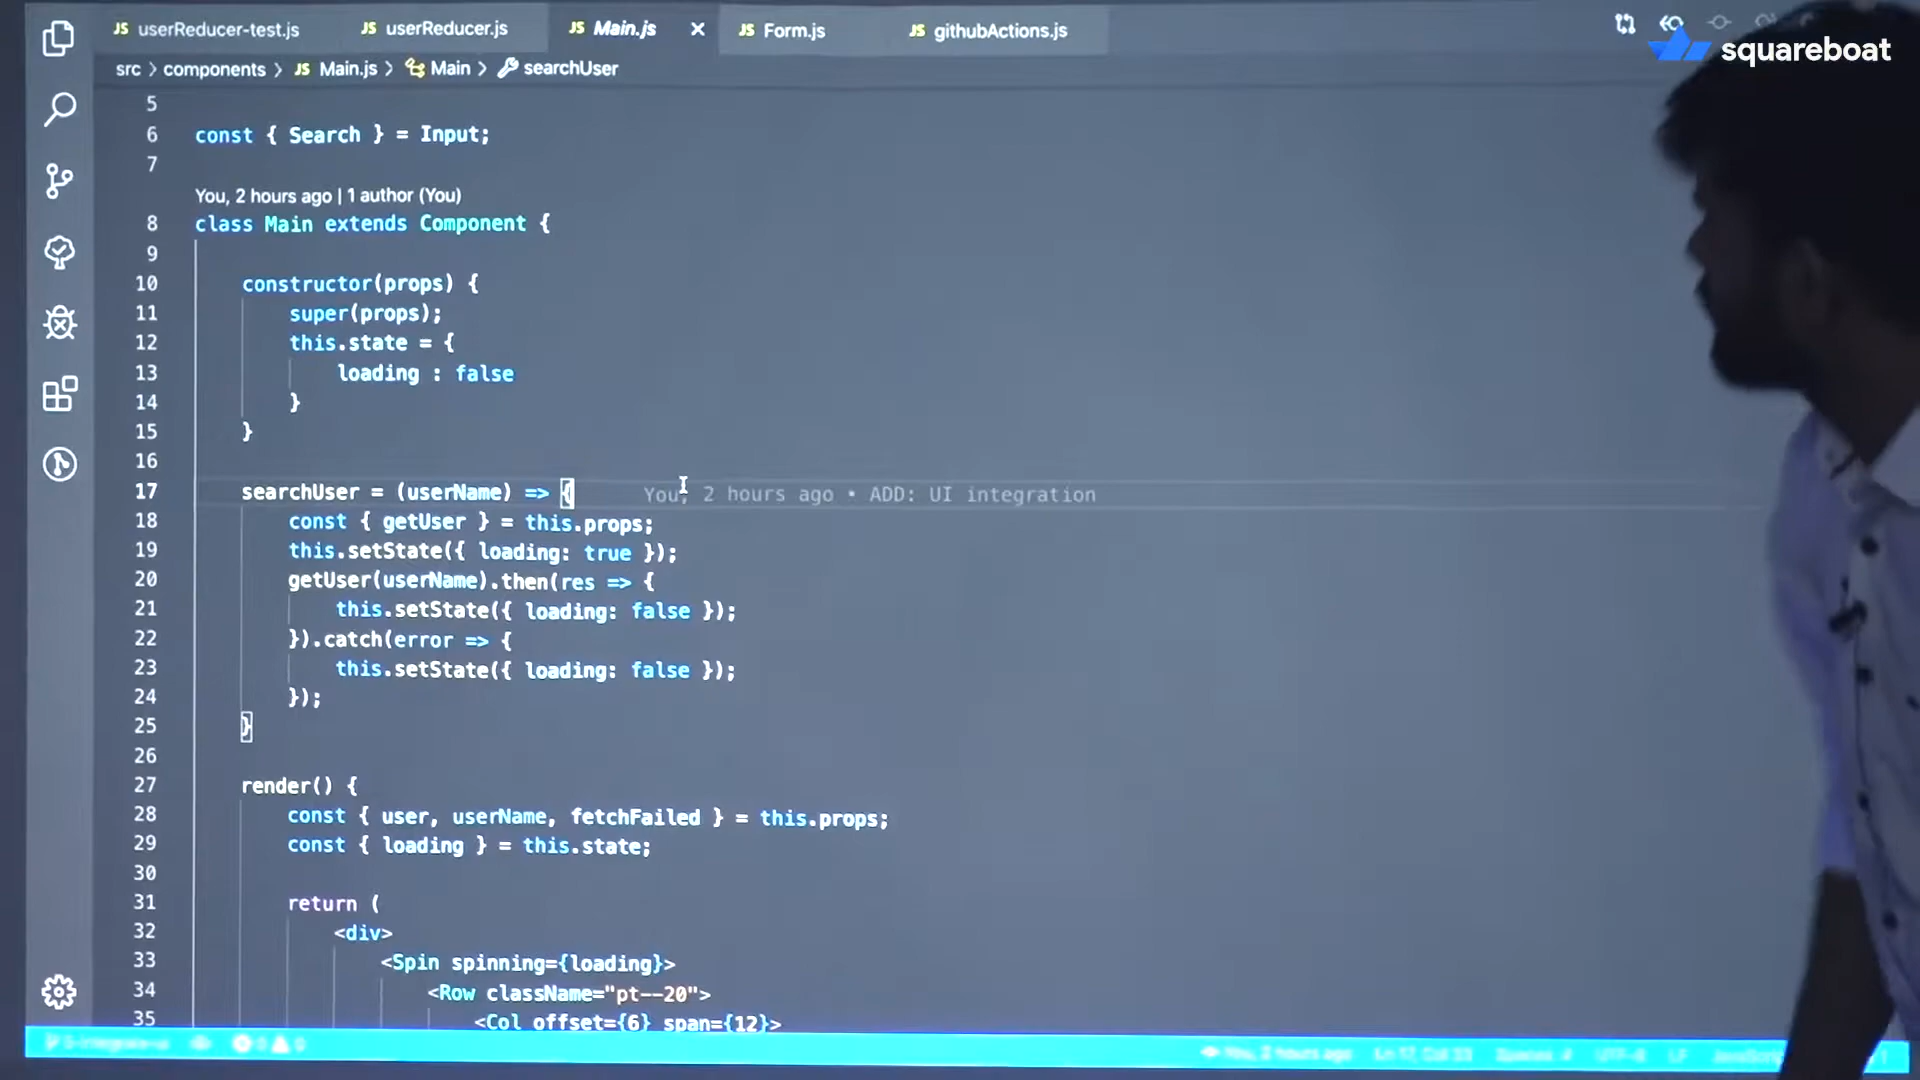 JS userReducer-test.js JS userReducer.js JS Main.js × JS Form.js JS githubActions.js
squareboat
src > components > JS Main.js > Main > searchUser
5
6 const { Search } = Input;
7
You, 2 hours ago | 1 author (You)
8 class Main extends Component {
9
10 constructor(props) {
11 super(props);
12 this.state = {
13 loading : false
14 }
15 }
16
17 searchUser = (userName) => { You, 2 hours ago • ADD: UI integration
18 const { getUser } = this.props;
19 this.setState({ loading: true });
20 getUser(userName).then(res => {
21 this.setState({ loading: false });
22 }).catch(error => {
23 this.setState({ loading: false });
24 });
25 }
26
27 render() {
28 const { user, userName, fetchFailed } = this.props;
29 const { loading } = this.state;
30
31 return (
32 <div>
33 <Spin spinning={loading}>
34 <Row className="pt--20">
35 <Col offset={6} span={12}>
You, 2 hours ago